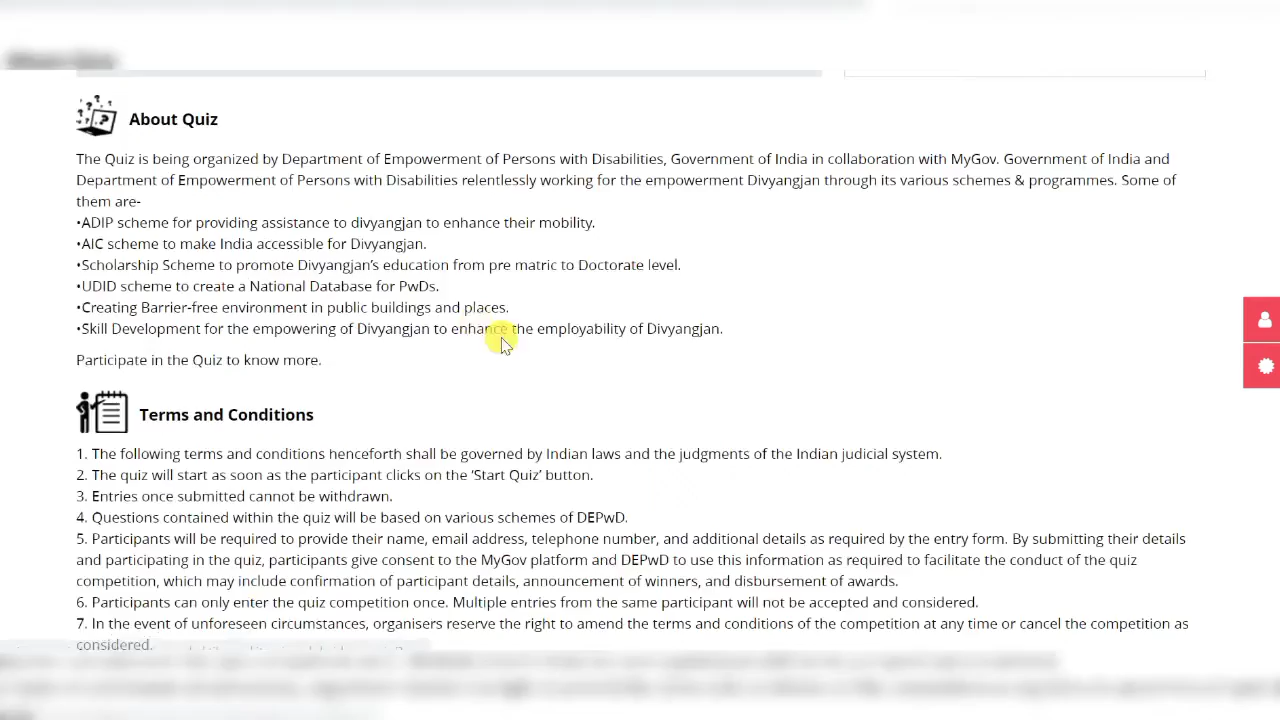 About Quiz
The Quiz is being organized by Department of Empowerment of Persons with Disabilities, Government of India in collaboration with MyGov. Government of India and
Department of Empowerment of Persons with Disabilities relentlessly working for the empowerment Divyangjan through its various schemes & programmes. Some of
them are-
•ADIP scheme for providing assistance to divyangjan to enhance their mobility.
•AIC scheme to make India accessible for Divyangjan.
•Scholarship Scheme to promote Divyangjan’s education from pre matric to Doctorate level.
•UDID scheme to create a National Database for PwDs.
•Creating Barrier-free environment in public buildings and places.
•Skill Development for the empowering of Divyangjan to enhance the employability of Divyangjan.
Participate in the Quiz to know more.
Terms and Conditions
1. The following terms and conditions henceforth shall be governed by Indian laws and the judgments of the Indian judicial system.
2. The quiz will start as soon as the participant clicks on the ‘Start Quiz’ button.
3. Entries once submitted cannot be withdrawn.
4. Questions contained within the quiz will be based on various schemes of DEPwD.
5. Participants will be required to provide their name, email address, telephone number, and additional details as required by the entry form. By submitting their details
and participating in the quiz, participants give consent to the MyGov platform and DEPwD to use this information as required to facilitate the conduct of the quiz
competition, which may include confirmation of participant details, announcement of winners, and disbursement of awards.
6. Participants can only enter the quiz competition once. Multiple entries from the same participant will not be accepted and considered.
7. In the event of unforeseen circumstances, organisers reserve the right to amend the terms and conditions of the competition at any time or cancel the competition as
considered.